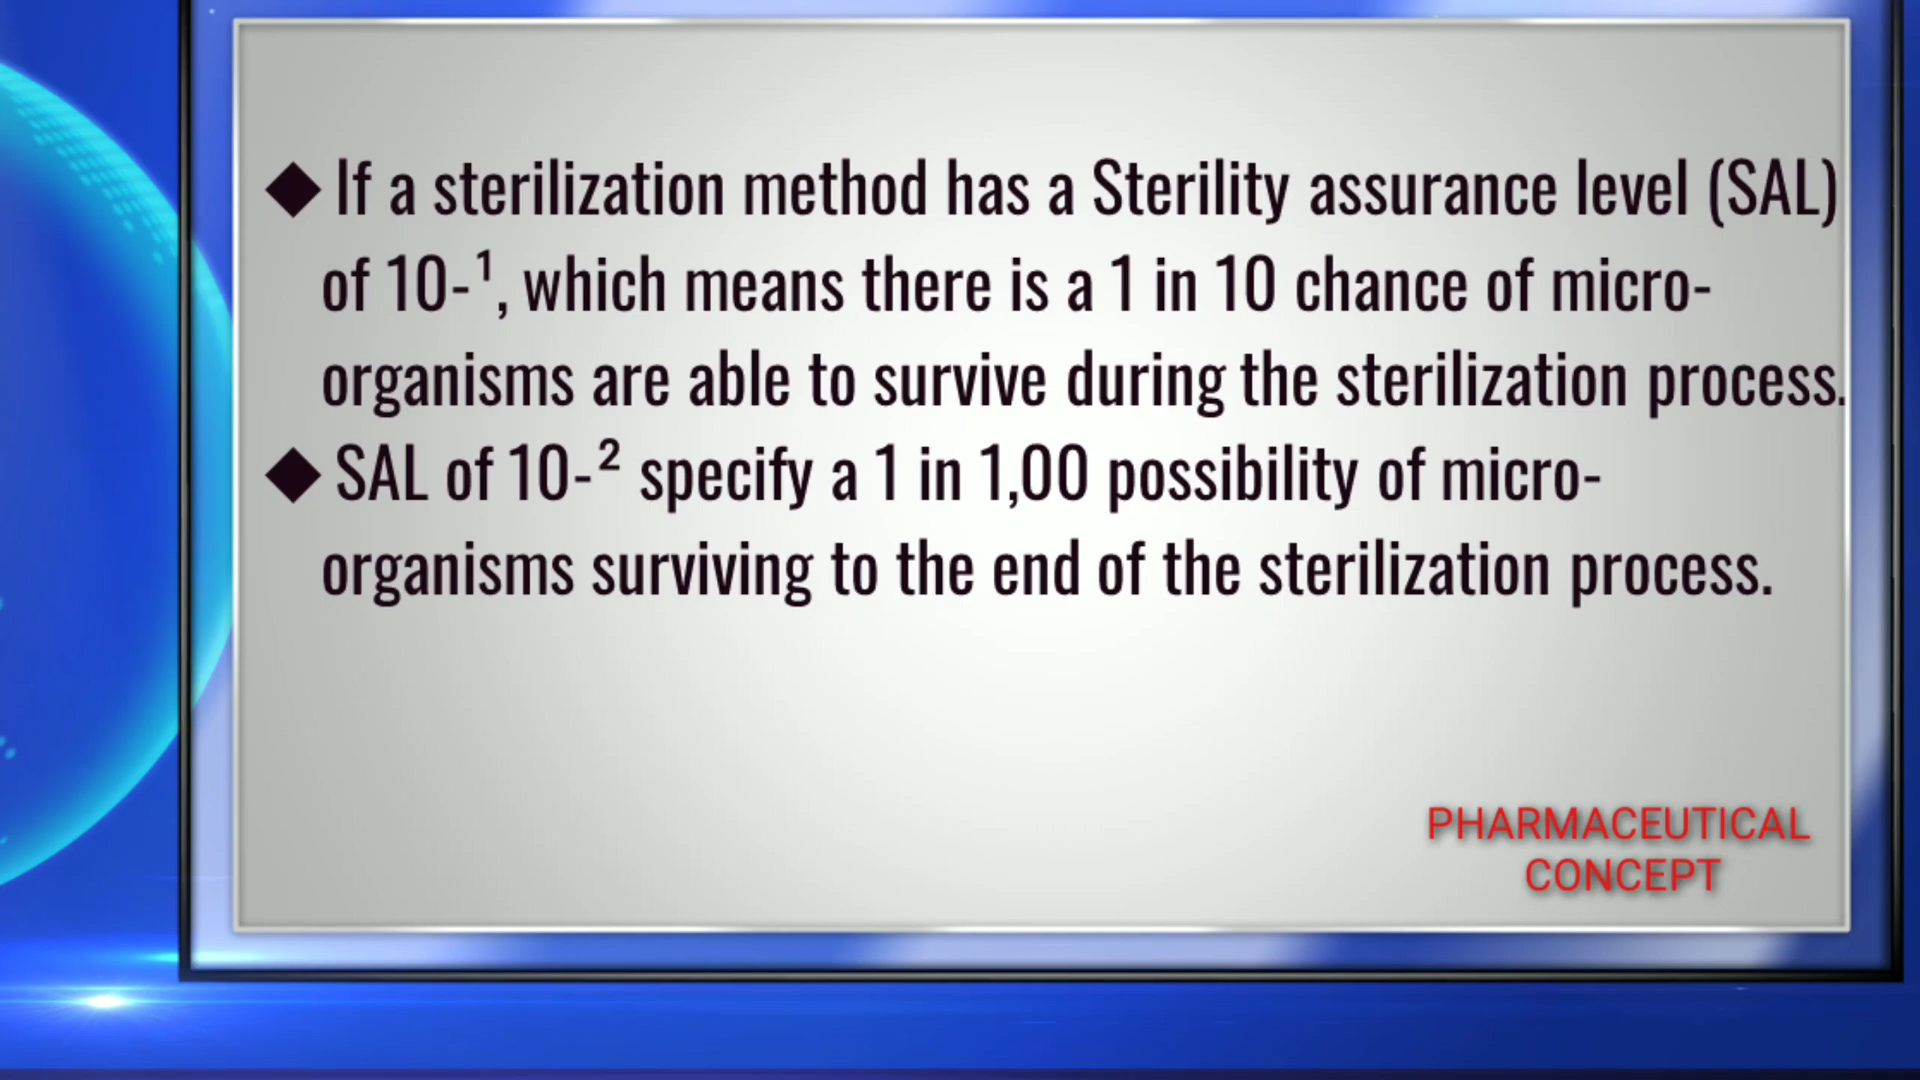 ◆ If a sterilization method has a Sterility assurance level (SAL)
of 10-¹, which means there is a 1 in 10 chance of micro-
organisms are able to survive during the sterilization process.
◆ SAL of 10-² specify a 1 in 1,00 possibility of micro-
organisms surviving to the end of the sterilization process.
PHARMACEUTICAL
CONCEPT